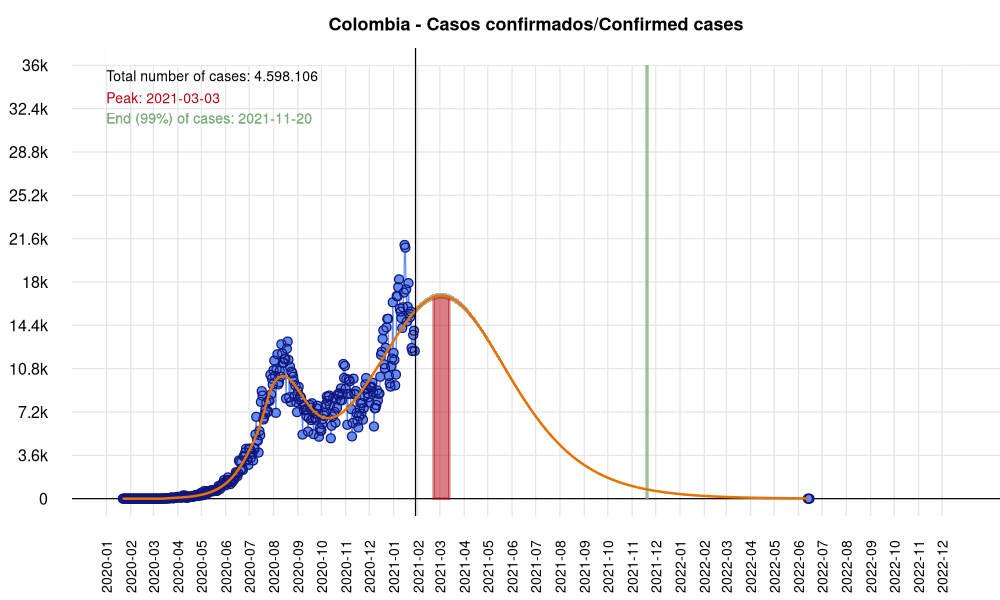 Colombia - Casos confirmados/Confirmed cases
Total number of cases: 4.598.106
Peak: 2021-03-03
End (99%) of cases: 2021-11-20
36k
32.4k
28.8k
25.2k
21.6k
18k
14.4k
10.8k
7.2k
3.6k
0
2020-01
2020-02
2020-03
2020-04
2020-05
2020-06
2020-07
2020-08
2020-09
2020-10
2020-11
2021-01
2021-02
2021-03
2021-04
2021-05
2021-06
2021-07
2021-08
2021-09
2021-10
2021-11
2021-12
2022-01
2022-02
2022-03
2022-04
2022-05
2022-06
2022-07
2022-08
2022-09
2022-10
2022-11
2022-12